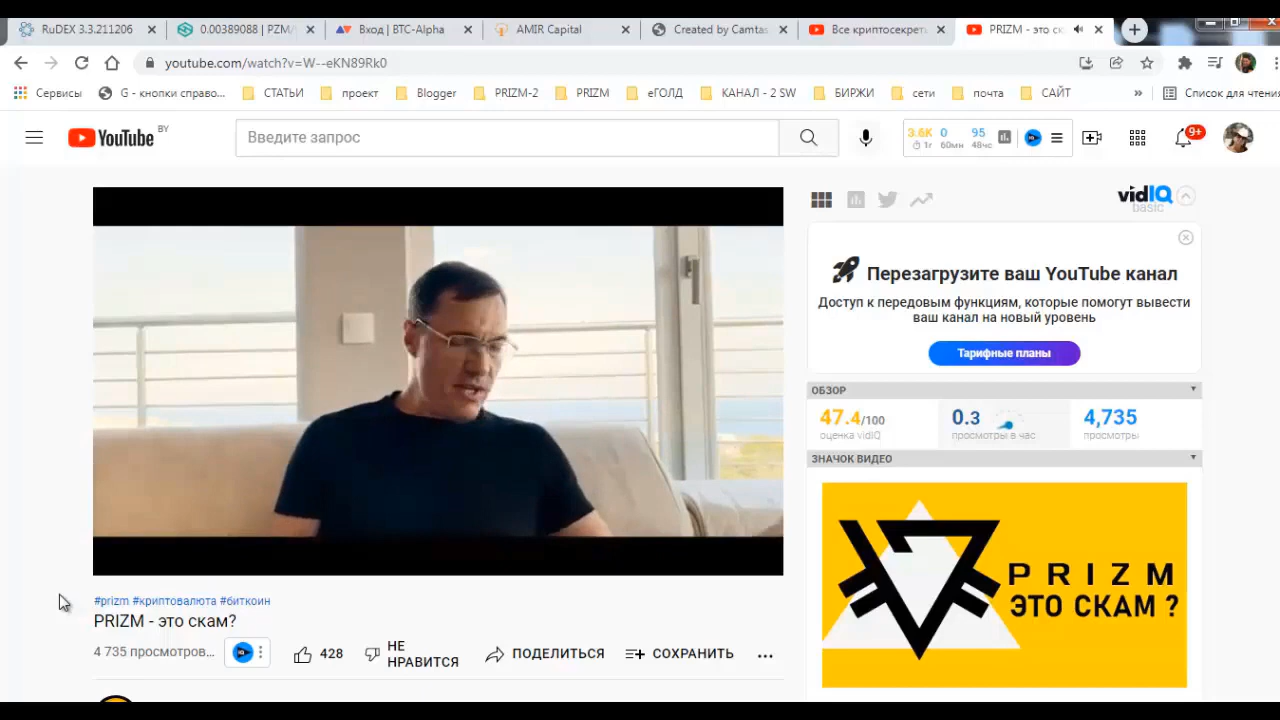 RuDEX 3.3.211206
0.00389088 | PZM/
Вход | BTC-Alpha
AMIR Capital
Created by Camtas
Все криптосекрет
PRIZM - это ск
youtube.com/watch?v=W--eKN89Rk0
Сервисы
G - кнопки справо...
СТАТЬИ
проект
Blogger
PRIZM-2
PRIZM
еГОЛД
КАНАЛ - 2 SW
БИРЖИ
сети
почта
САЙТ
»
Список для чтения
YouTube BY
Введите запрос
3.6K 0 95
1г 60мн 48чс
9+
vidIQ
basic
Перезагрузите ваш YouTube канал
Доступ к передовым функциям, которые помогут вывести
ваш канал на новый уровень
Тарифные планы
ОБЗОР
47.4/100
оценка vidIQ
0.3
просмотры в час
4,735
просмотры
ЗНАЧОК ВИДЕО
PRIZM
ЭТО СКАМ ?
#prizm #криптовалюта #биткоин
PRIZM - это скам?
4 735 просмотров...
428
НЕ
НРАВИТСЯ
ПОДЕЛИТЬСЯ
СОХРАНИТЬ
...